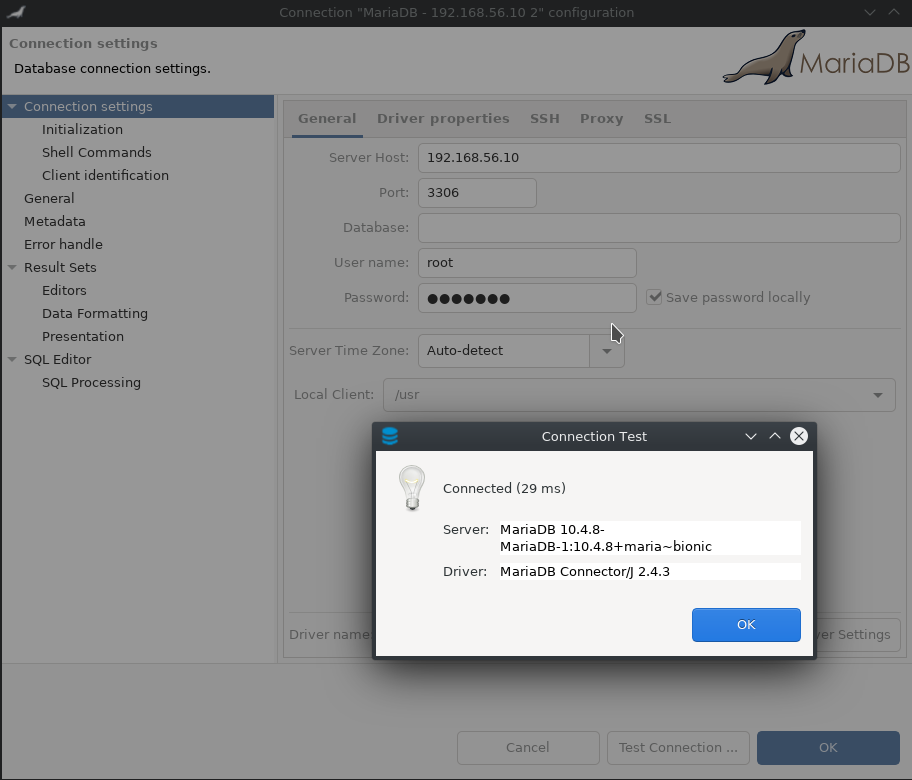 Connection "MariaDB - 192.168.56.10 2" configuration
Connection settings
Database connection settings.
MariaDB
Connection settings
Initialization
Shell Commands
Client identification
General
Metadata
Error handle
Result Sets
Editors
Data Formatting
Presentation
SQL Editor
SQL Processing
General
Driver properties
SSH
Proxy
SSL
Server Host:
192.168.56.10
Port:
3306
Database:
User name:
root
Password:
●●●●●●●
Save password locally
Server Time Zone:
Auto-detect
Local Client:
/usr
Connection Test
Connected (29 ms)
Server:
MariaDB 10.4.8-
MariaDB-1:10.4.8+maria~bionic
Driver:
MariaDB Connector/J 2.4.3
OK
Driver name:
Settings
Cancel
Test Connection ...
OK